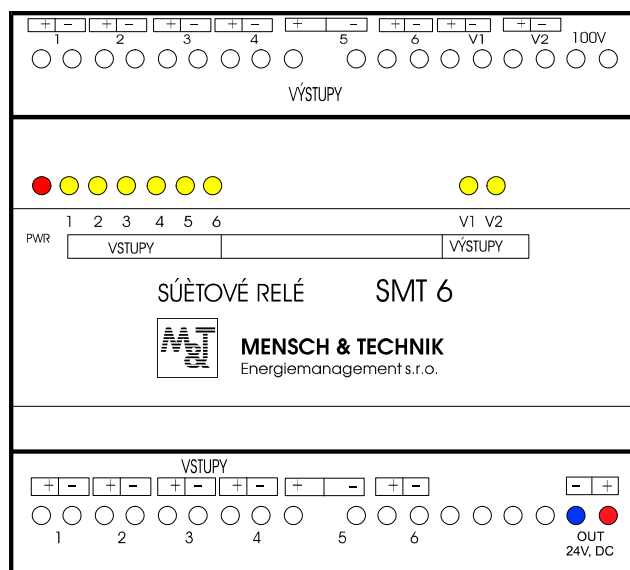 + - + - + - + - + - + - + - + -
1 2 3 4 5 6 V1 V2 100V
VÝSTUPY
1 2 3 4 5 6 V1 V2
PWR VSTUPY VÝSTUPY
SÚÈTOVÉ RELÉ SMT 6
M&T MENSCH & TECHNIK
Energiemanagement s.r.o.
VSTUPY
+ - + - + - + - + - + - - +
1 2 3 4 5 6 OUT
24V, DC